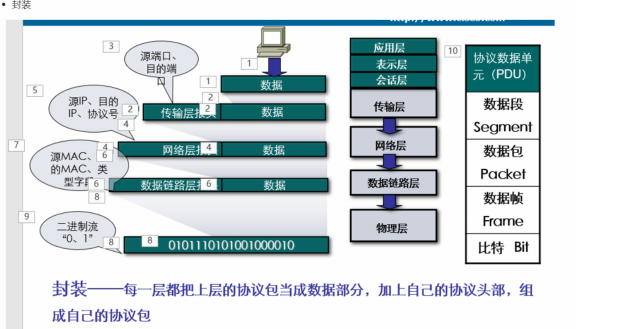 封装
3
源端口、
目的端
口
1
1
数据
2
5
源IP、目的
IP、协议号
2
传输层报头
2
数据
4
7
源MAC、目
的MAC、类
型字段
4
网络层报头
4
数据
6
6
数据链路层报头
6
数据
8
9
二进制流
“0、1”
8
8
0101110101001000010
应用层
表示层
会话层
传输层
网络层
数据链路层
物理层
10
协议数据单
元（PDU）
数据段
Segment
数据包
Packet
数据帧
Frame
比特 Bit
封装——每一层都把上层的协议包当成数据部分，加上自己的协议头部，组
成自己的协议包